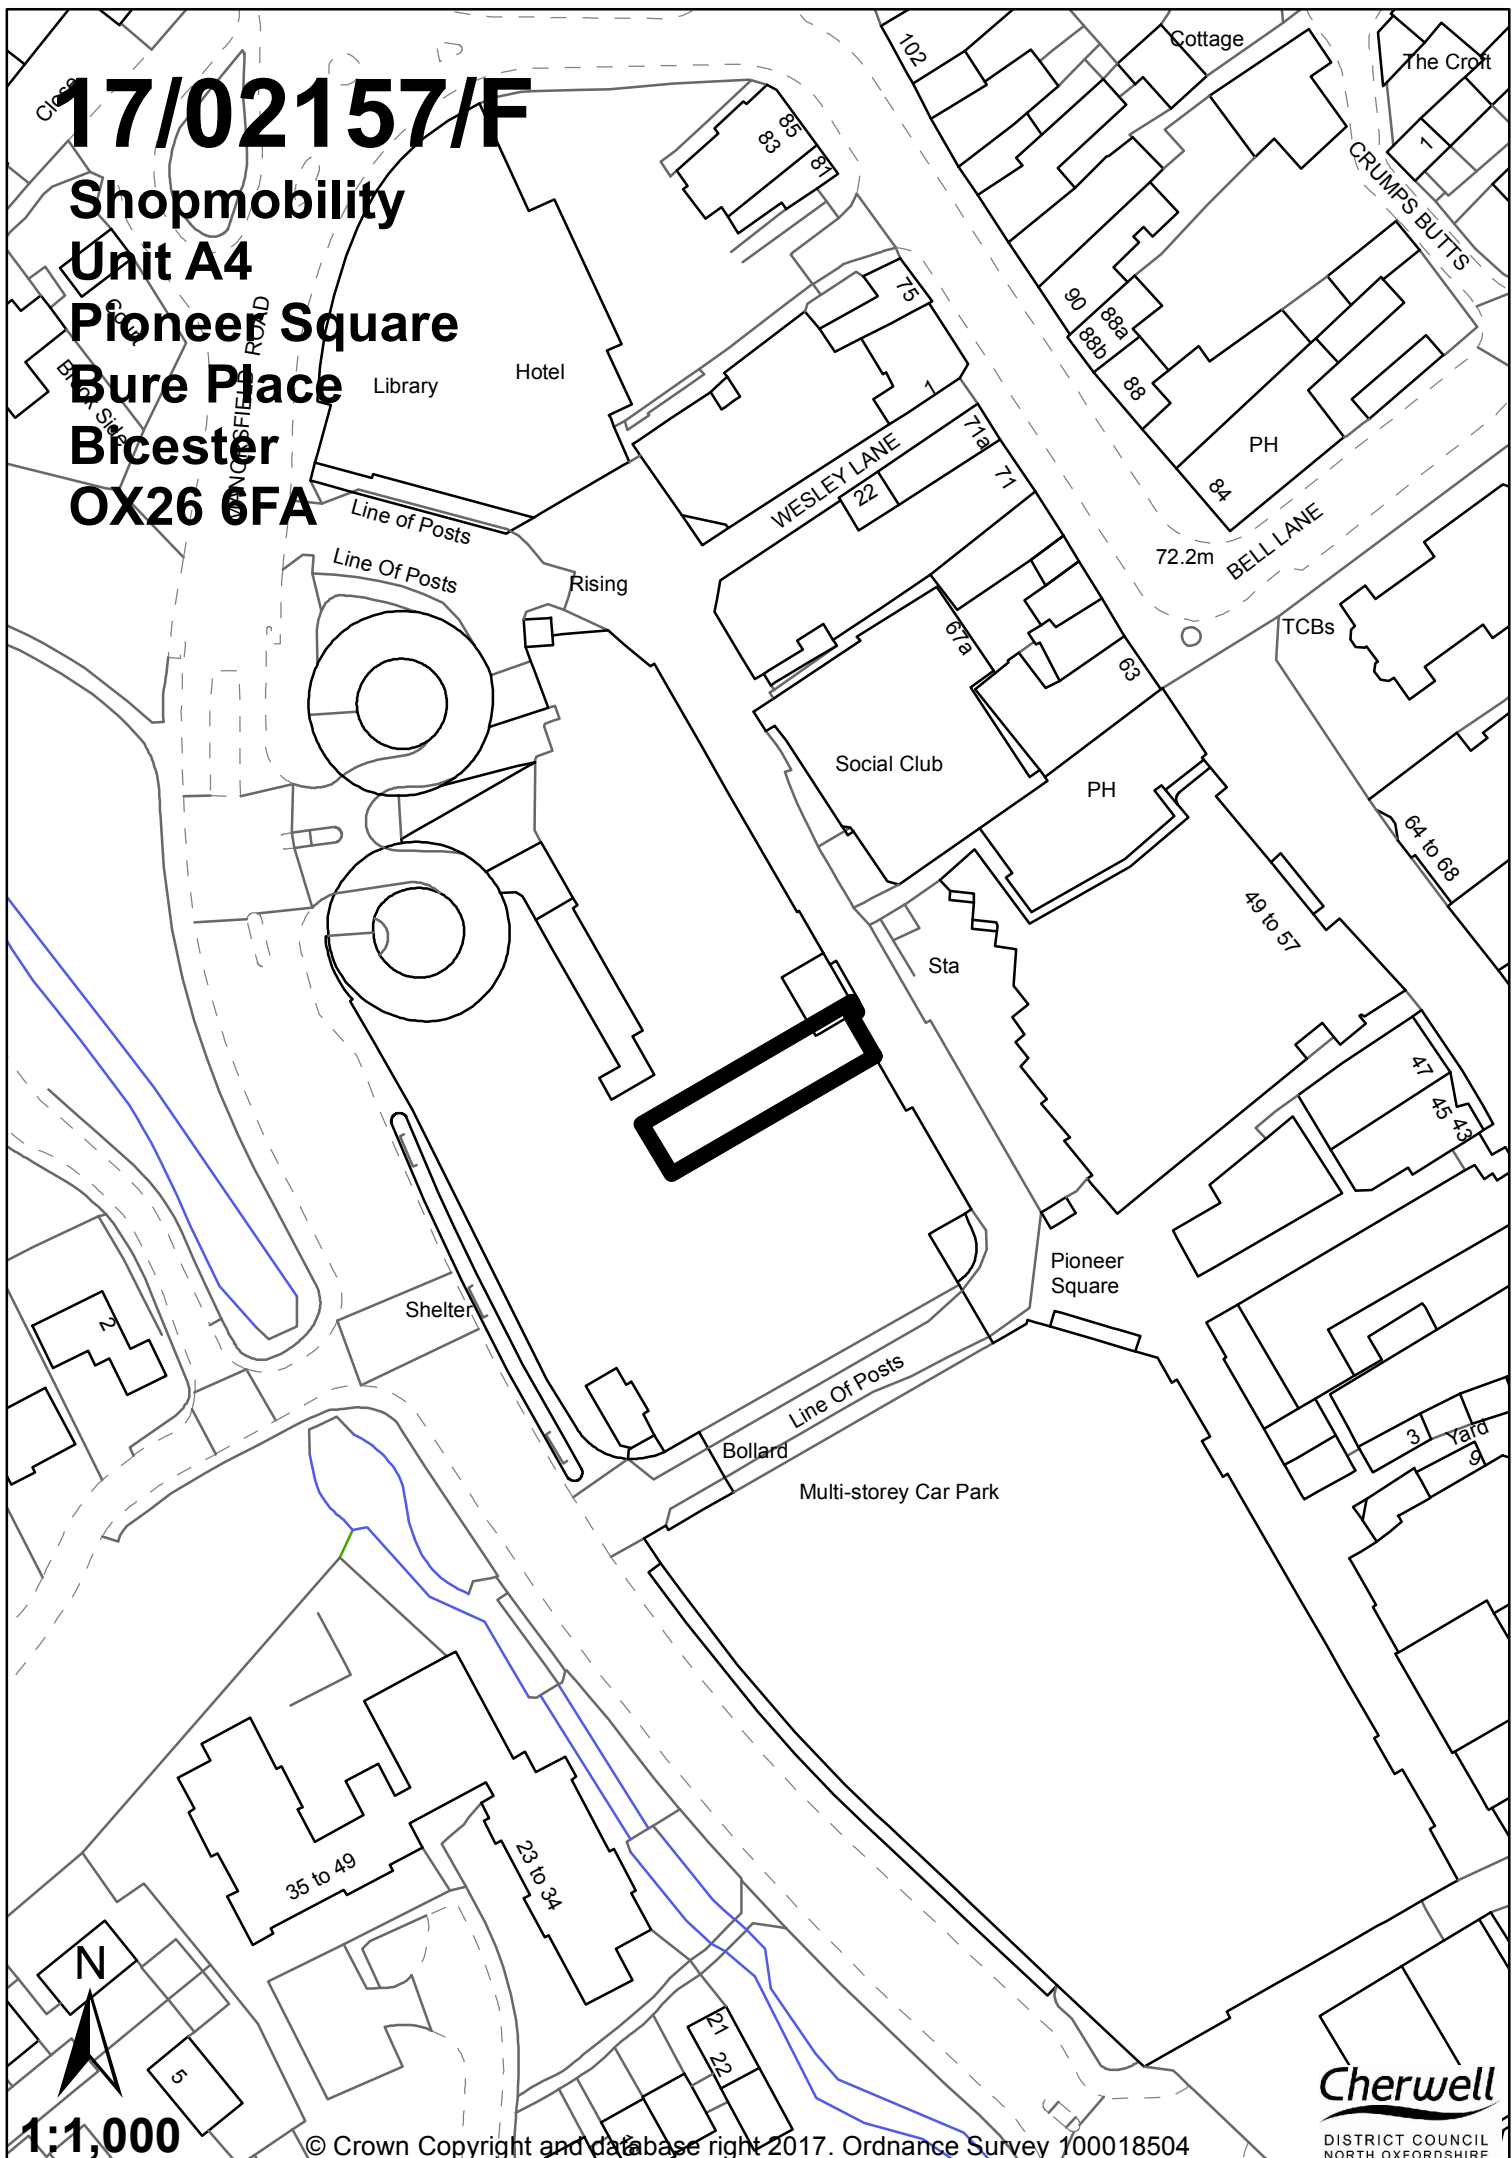 17/02157/F
Shopmobility
Unit A4
Pioneer Square
Bure Place
Bicester
OX26 6FA
Close
Court
Brook Side
ROAD
Library
Hotel
Line of Posts
Line Of Posts
Rising
102
Cottage
The Croft
1
CRUMPS BUTTS
85
83
81
75
90
88a
88b
88
PH
84
1
WESLEY LANE
71a
71
22
BELL LANE
72.2m
TCBs
67a
63
Social Club
PH
64 to 68
49 to 57
Sta
47
45
43
Pioneer
Square
Shelter
2
Line Of Posts
Bollard
Multi-storey Car Park
3
Yard
9
35 to 49
23 to 34
21
22
5
N
1:1,000
© Crown Copyright and database right 2017. Ordnance Survey 100018504
Cherwell
DISTRICT COUNCIL
NORTH OXFORDSHIRE